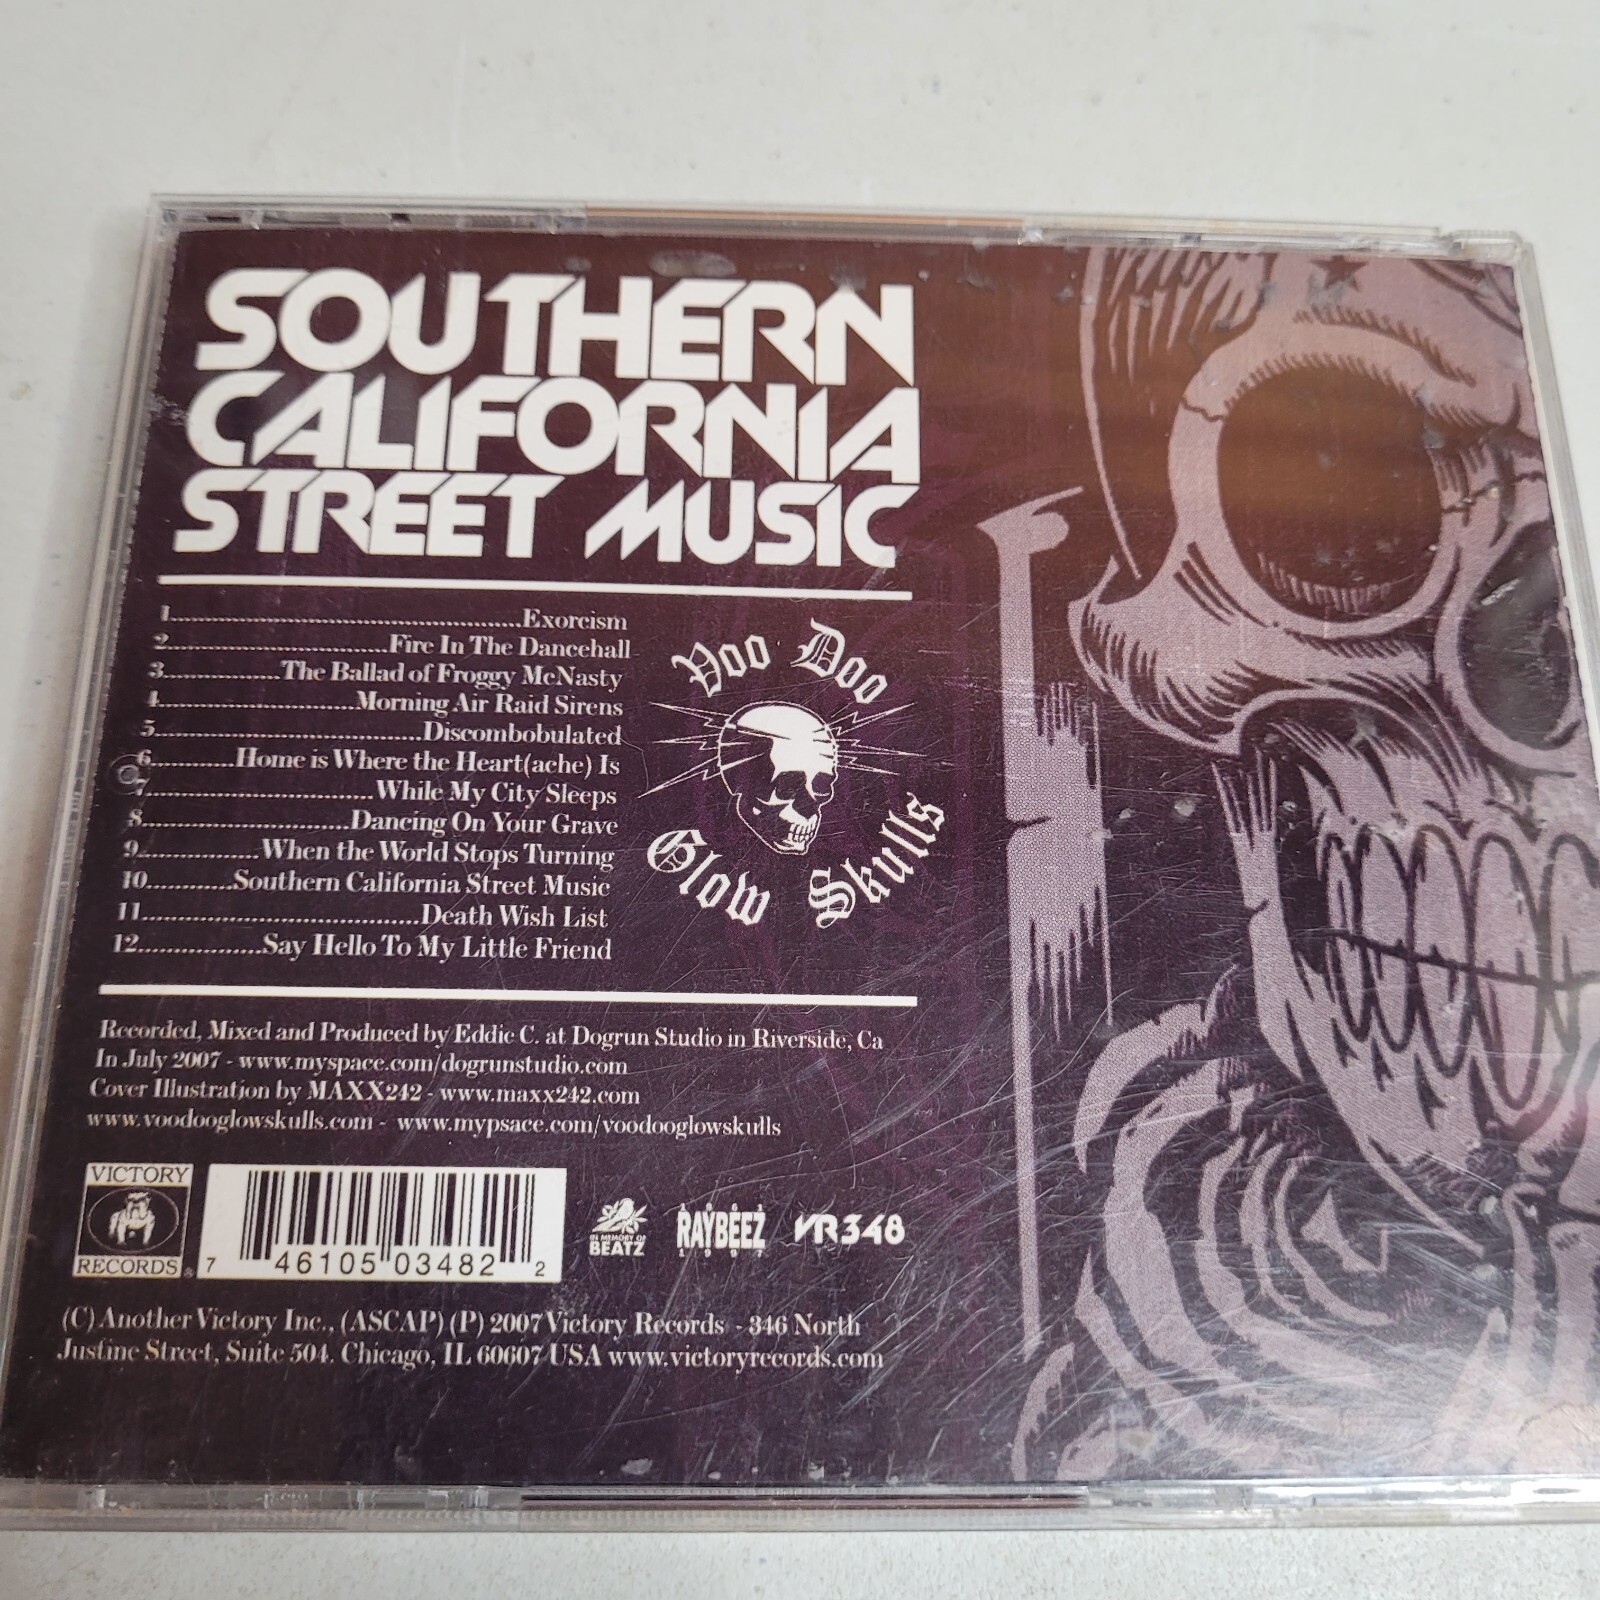 SOUTHERN
CALIFORNIA
STREET MUSIC
1............Exorcism
2............Fire In The Dancehall
3............The Ballad of Froggy McNasty
4............Morning Air Raid Sirens
5............Discombobulated
6............Home is Where the Heart(ache) Is
7............While My City Sleeps
8............Dancing On Your Grave
9............When the World Stops Turning
10............Southern California Street Music
11............Death Wish List
12............Say Hello To My Little Friend
Voo Doo
Glow Skulls
Recorded, Mixed and Produced by Eddie C. at Dogrun Studio in Riverside, Ca
In July 2007 - www.myspace.com/dogrunstudio.com
Cover Illustration by MAXX242 - www.maxx242.com
www.voodooglowskulls.com - www.mypsace.com/voodooglowskulls
VICTORY
RECORDS ®
7 46105 03482 2
IN MEMORY OF
BEATZ
1961
RAYBEEZ
1997
VR348
(C) Another Victory Inc., (ASCAP) (P) 2007 Victory Records - 346 North
Justine Street, Suite 504. Chicago, IL 60607 USA www.victoryrecords.com